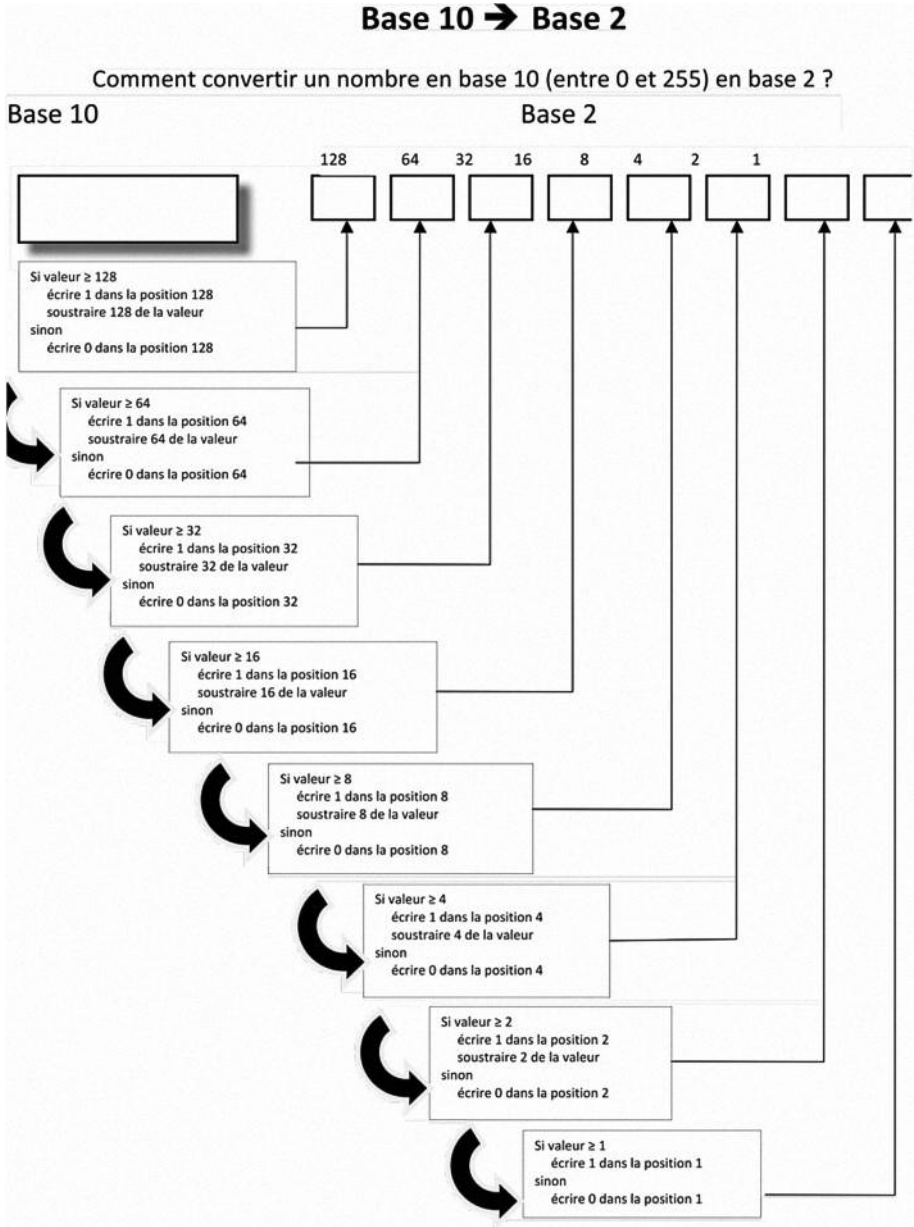 Base 10 → Base 2
Comment convertir un nombre en base 10 (entre 0 et 255) en base 2 ?
Base 10 Base 2
128 64 32 16 8 4 2 1
Si valeur ≥ 128
écrire 1 dans la position 128
soustraire 128 de la valeur
sinon
écrire 0 dans la position 128
Si valeur ≥ 64
écrire 1 dans la position 64
soustraire 64 de la valeur
sinon
écrire 0 dans la position 64
Si valeur ≥ 32
écrire 1 dans la position 32
soustraire 32 de la valeur
sinon
écrire 0 dans la position 32
Si valeur ≥ 16
écrire 1 dans la position 16
soustraire 16 de la valeur
sinon
écrire 0 dans la position 16
Si valeur ≥ 8
écrire 1 dans la position 8
soustraire 8 de la valeur
sinon
écrire 0 dans la position 8
Si valeur ≥ 4
écrire 1 dans la position 4
soustraire 4 de la valeur
sinon
écrire 0 dans la position 4
Si valeur ≥ 2
écrire 1 dans la position 2
soustraire 2 de la valeur
sinon
écrire 0 dans la position 2
Si valeur ≥ 1
écrire 1 dans la position 1
sinon
écrire 0 dans la position 1